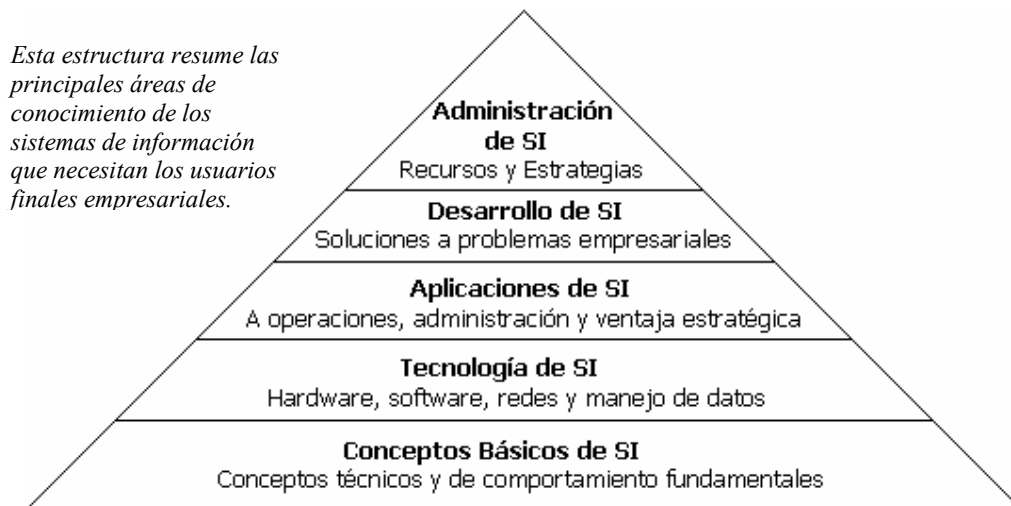 Esta estructura resume las
principales áreas de
conocimiento de los
sistemas de información
que necesitan los usuarios
finales empresariales.
Administración
de SI
Recursos y Estrategias
Desarrollo de SI
Soluciones a problemas empresariales
Aplicaciones de SI
A operaciones, administración y ventaja estratégica
Tecnología de SI
Hardware, software, redes y manejo de datos
Conceptos Básicos de SI
Conceptos técnicos y de comportamiento fundamentales